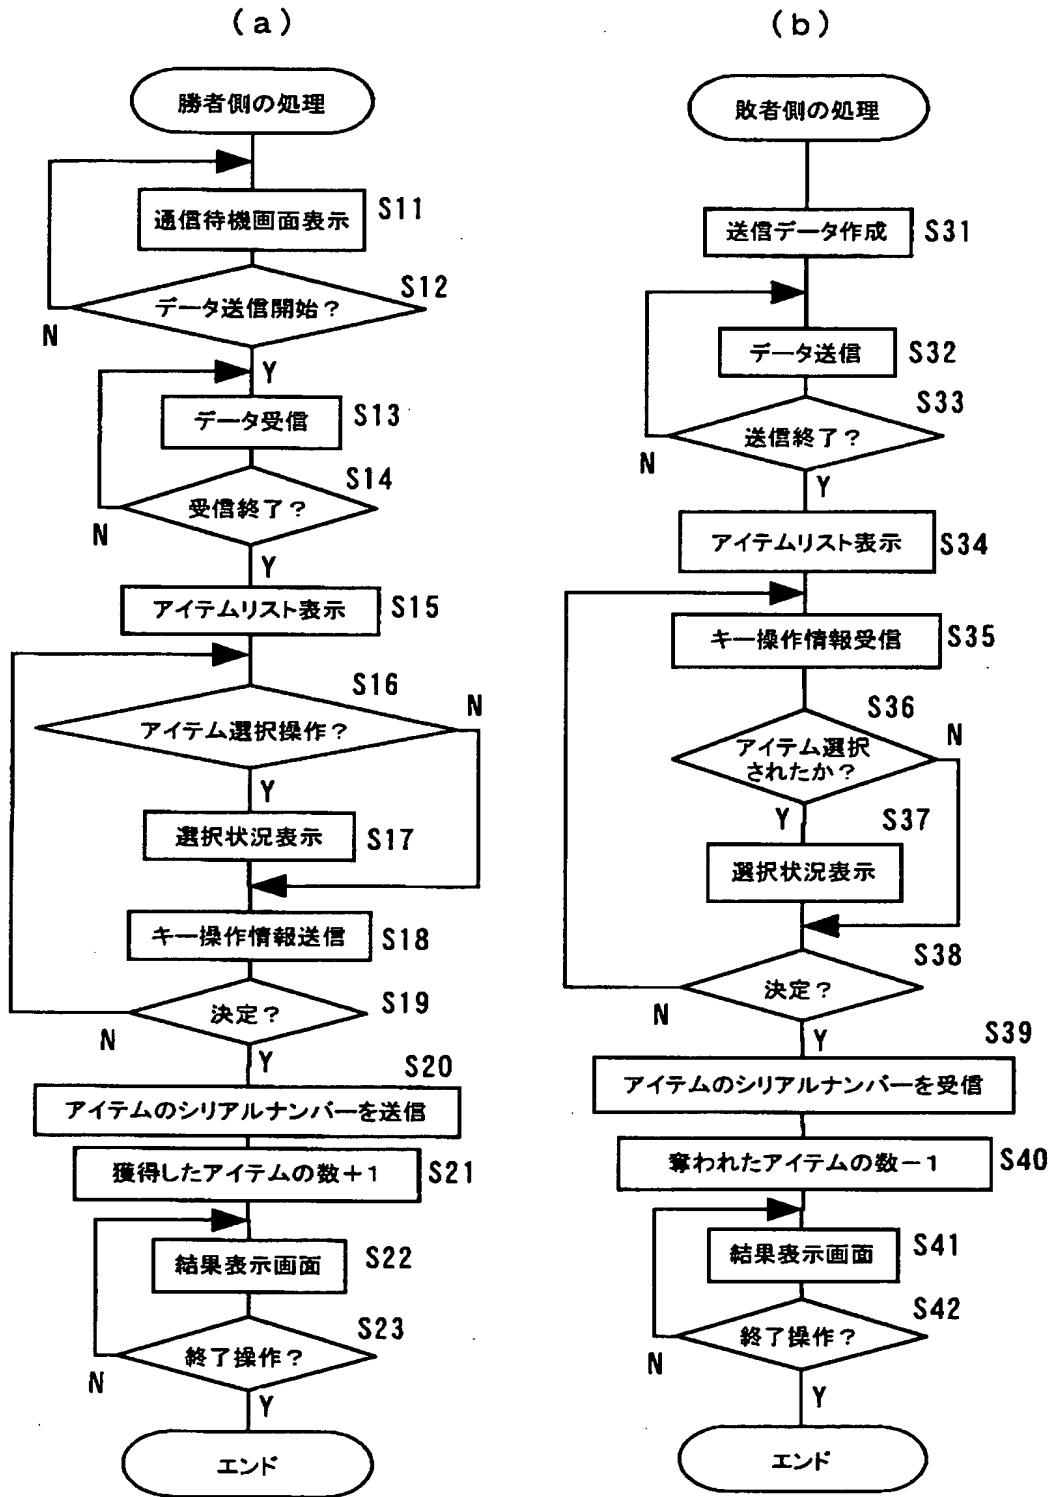 (a)
勝者側の処理
通信待機画面表示
S11
データ送信開始?
S12
N
Y
データ受信
S13
受信終了?
S14
N
Y
アイテムリスト表示
S15
アイテム選択操作?
S16
N
Y
選択状況表示
S17
キー操作情報送信
S18
決定?
S19
N
Y
アイテムのシリアルナンバーを送信
S20
獲得したアイテムの数+1
S21
結果表示画面
S22
終了操作?
S23
N
Y
エンド
(b)
敗者側の処理
送信データ作成
S31
データ送信
S32
送信終了?
S33
N
Y
アイテムリスト表示
S34
キー操作情報受信
S35
アイテム選択
されたか?
S36
N
Y
選択状況表示
S37
決定?
S38
N
Y
アイテムのシリアルナンバーを受信
S39
奪われたアイテムの数-1
S40
結果表示画面
S41
終了操作?
S42
N
Y
エンド